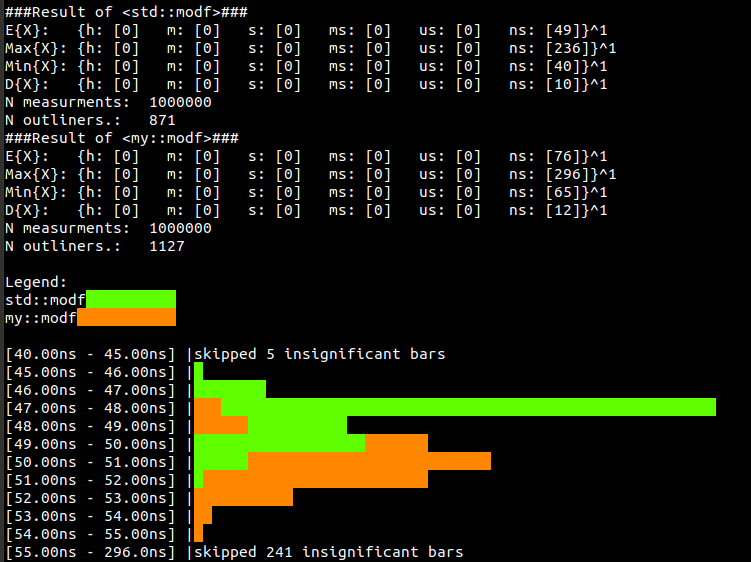 ###Result of <std::modf>###
E{X}:   {h: [0]   m: [0]   s: [0]   ms: [0]   us: [0]   ns: [49]}^1
Max{X}: {h: [0]   m: [0]   s: [0]   ms: [0]   us: [0]   ns: [236]}^1
Min{X}: {h: [0]   m: [0]   s: [0]   ms: [0]   us: [0]   ns: [40]}^1
D{X}:   {h: [0]   m: [0]   s: [0]   ms: [0]   us: [0]   ns: [10]}^1
N measurments:  1000000
N outliners.:   871
###Result of <my::modf>###
E{X}:   {h: [0]   m: [0]   s: [0]   ms: [0]   us: [0]   ns: [76]}^1
Max{X}: {h: [0]   m: [0]   s: [0]   ms: [0]   us: [0]   ns: [296]}^1
Min{X}: {h: [0]   m: [0]   s: [0]   ms: [0]   us: [0]   ns: [65]}^1
D{X}:   {h: [0]   m: [0]   s: [0]   ms: [0]   us: [0]   ns: [12]}^1
N measurments:  1000000
N outliners.:   1127
Legend:
std::modf
my::modf
[40.00ns - 45.00ns] |skipped 5 insignificant bars
[45.00ns - 46.00ns] |
[46.00ns - 47.00ns] |
[47.00ns - 48.00ns] |
[48.00ns - 49.00ns] |
[49.00ns - 50.00ns] |
[50.00ns - 51.00ns] |
[51.00ns - 52.00ns] |
[52.00ns - 53.00ns] |
[53.00ns - 54.00ns] |
[54.00ns - 55.00ns] |
[55.00ns - 296.0ns] |skipped 241 insignificant bars